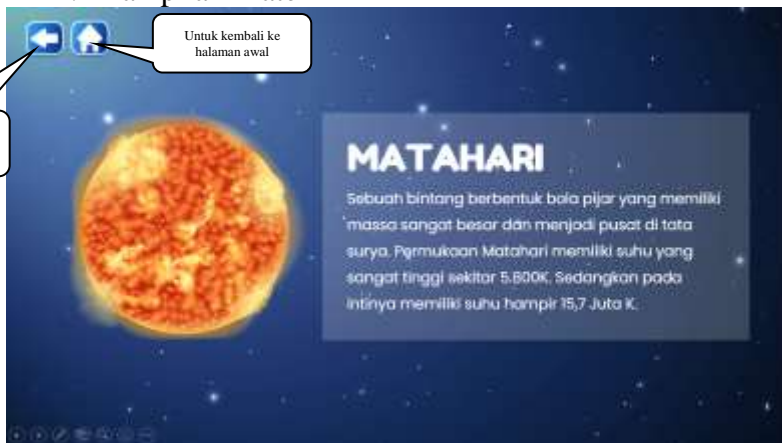 Untuk kembali ke
halaman awal
MATAHARI
Sebuah bintang berbentuk bola pijar yang memiliki
massa sangat besar dan menjadi pusat di tata
surya. Permukaan Matahari memiliki suhu yang
sangat tinggi sekitar 5.600K. Sedangkan pada
intinya memiliki suhu hampir 15,7 Juta K.